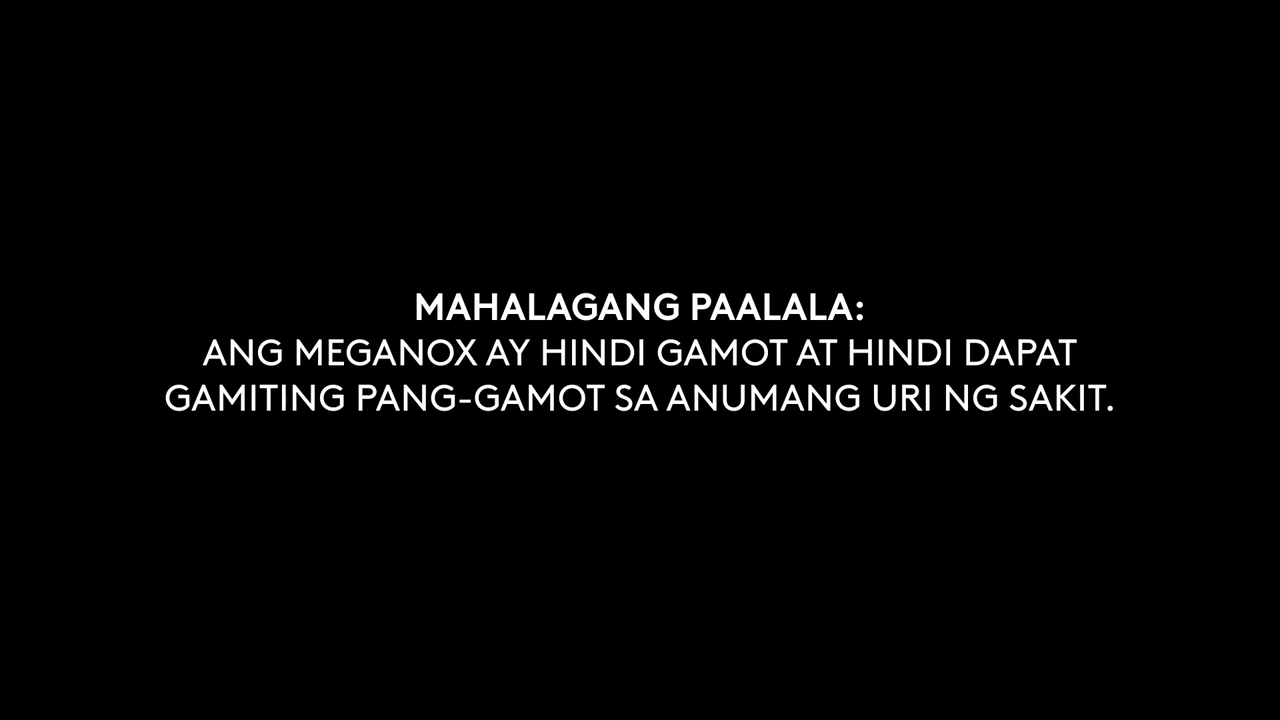 MAHALAGANG PAALALA:
ANG MEGANOX AY HINDI GAMOT AT HINDI DAPAT
GAMITING PANG-GAMOT SA ANUMANG URI NG SAKIT.